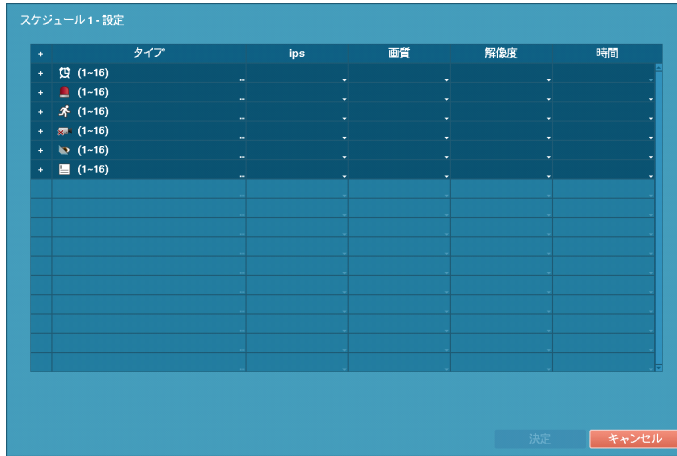 スケジュール 1 - 設定
+ タイプ ips 画質 解像度 時間
+ (1~16)
+ (1~16)
+ (1~16)
+ (1~16)
+ (1~16)
+ (1~16)
決定 キャンセル